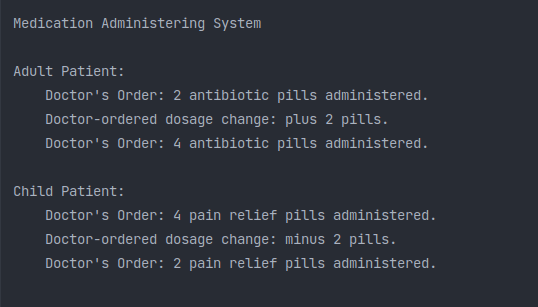 Medication Administering System
Adult Patient:
Doctor's Order: 2 antibiotic pills administered.
Doctor-ordered dosage change: plus 2 pills.
Doctor's Order: 4 antibiotic pills administered.
Child Patient:
Doctor's Order: 4 pain relief pills administered.
Doctor-ordered dosage change: minus 2 pills.
Doctor's Order: 2 pain relief pills administered.